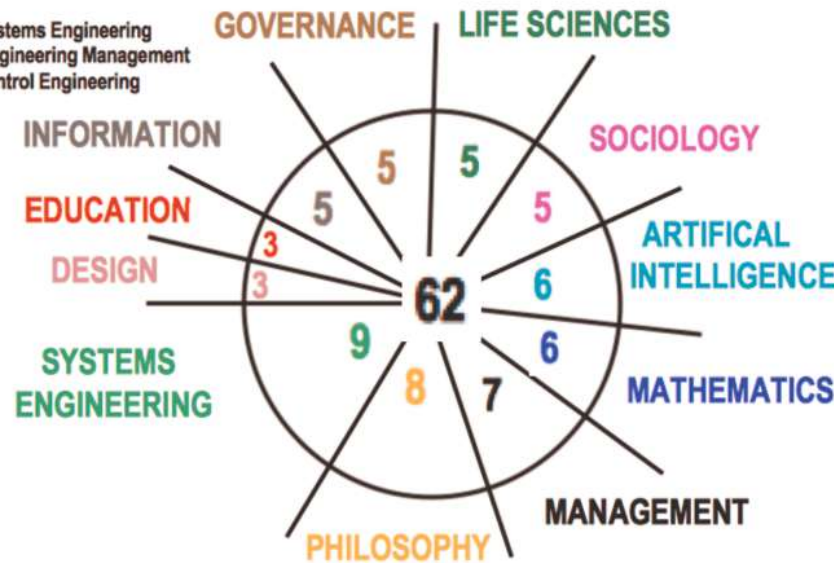 stems Engineering
gineering Management
ntrol Engineering
GOVERNANCE
LIFE SCIENCES
INFORMATION
SOCIOLOGY
EDUCATION
ARTIFICAL
INTELLIGENCE
DESIGN
SYSTEMS
ENGINEERING
MATHEMATICS
MANAGEMENT
PHILOSOPHY
5
5
5
5
3
3
62
6
9
6
8
7